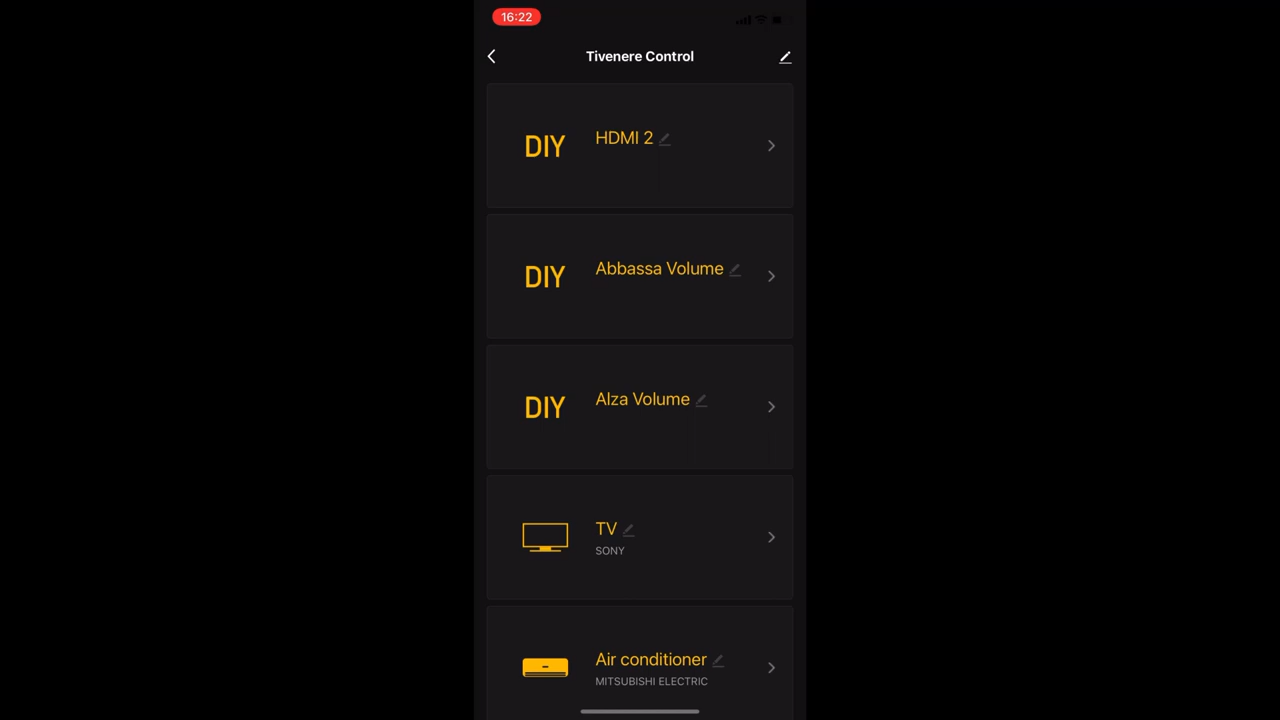 16:22
Tivenere Control
DIY
HDMI 2
DIY
Abbassa Volume
DIY
Alza Volume
TV
SONY
Air conditioner
MITSUBISHI ELECTRIC